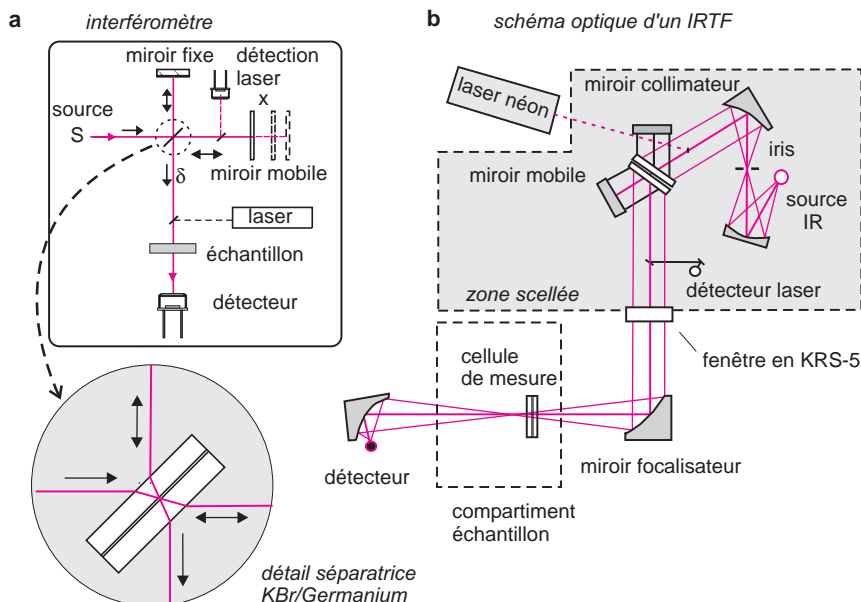 a
interféromètre
miroir fixe
détection
laser
x
source
S
miroir mobile
δ
laser
échantillon
détecteur
détail séparatrice
KBr/Germanium
b
schéma optique d'un IRTF
laser néon
miroir collimateur
iris
miroir mobile
source
IR
détecteur laser
zone scellée
fenêtre en KRS-5
cellule
de mesure
détecteur
miroir focalisateur
compartiment
échantillon